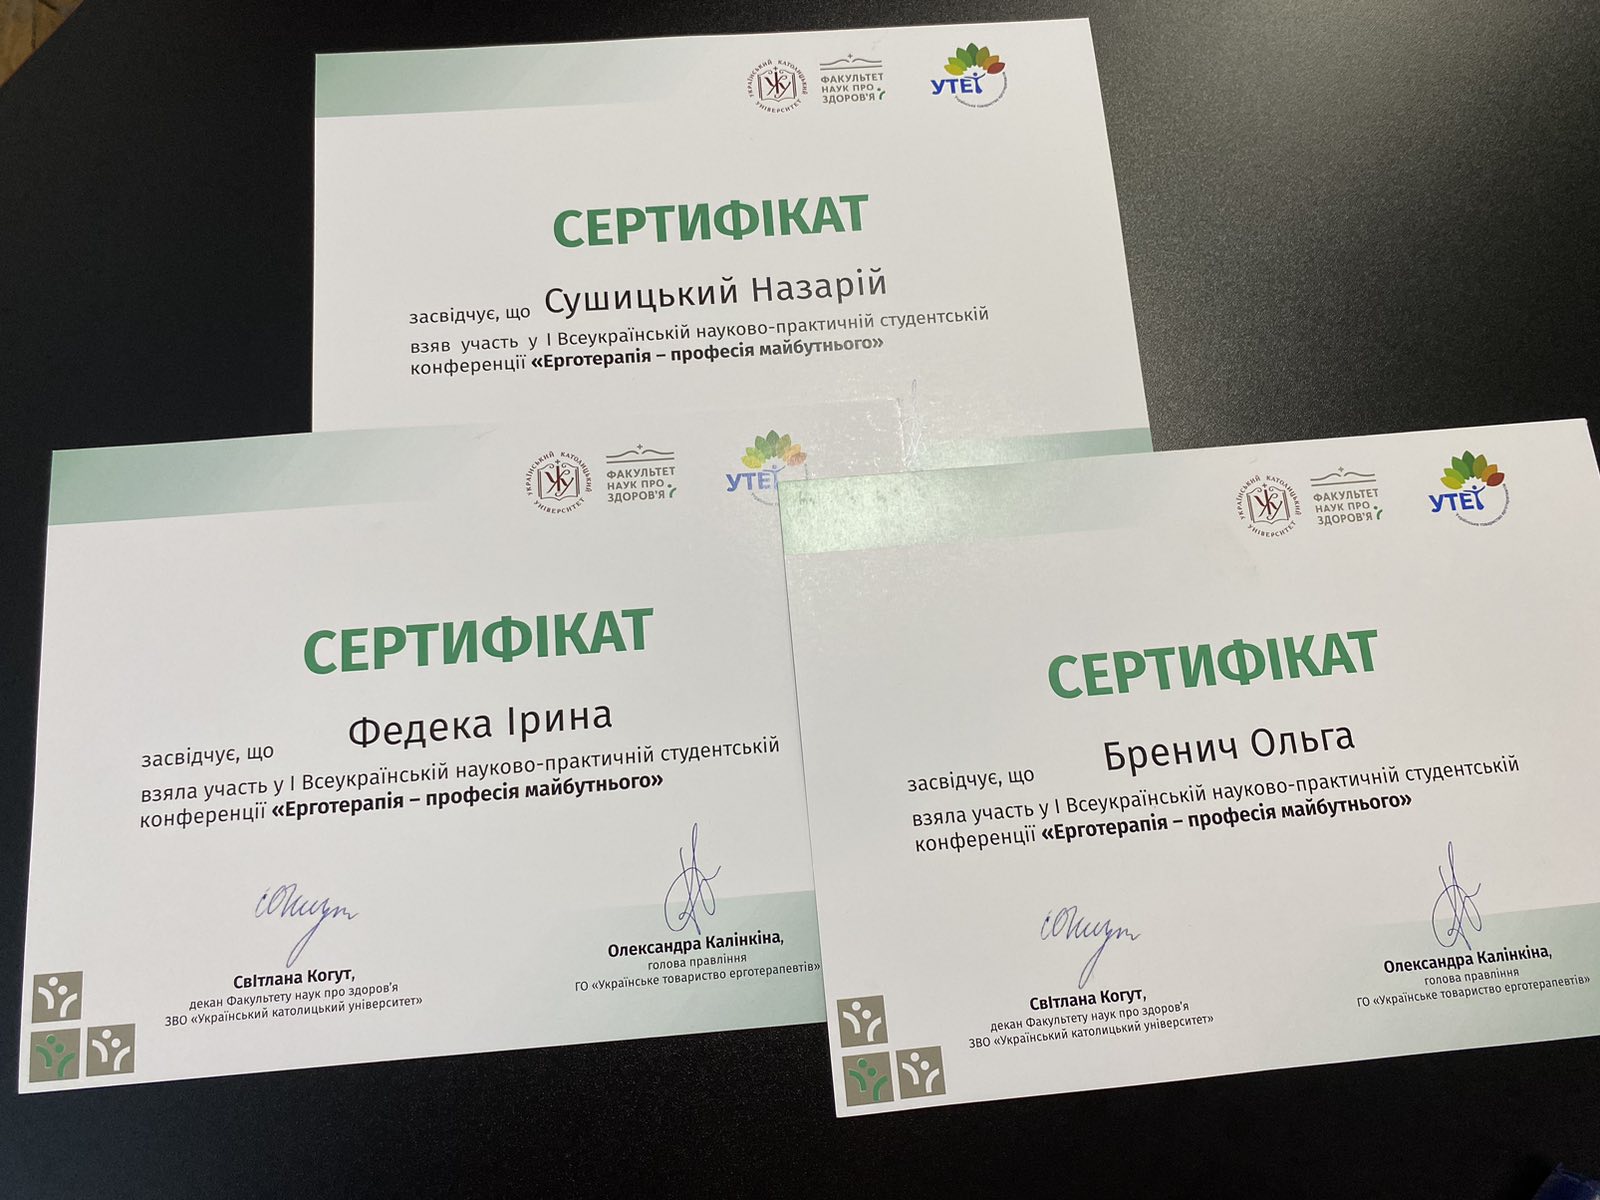 УКРАЇНСЬКИЙ КАТОЛИЦЬКИЙ УНІВЕРСИТЕТ
ФАКУЛЬТЕТ
НАУК ПРО
ЗДОРОВ'Я
УТЕТ
СЕРТИФІКАТ
засвідчує, що Сушицький Назарій
взяв участь у І Всеукраїнській науково-практичній студентській
конференції «Ерготерапія – професія майбутнього»
УКРАЇНСЬКИЙ КАТОЛИЦЬКИЙ УНІВЕРСИТЕТ
ФАКУЛЬТЕТ
НАУК ПРО
ЗДОРОВ'Я
УТЕТ
СЕРТИФІКАТ
засвідчує, що Федека Ірина
взяла участь у І Всеукраїнській науково-практичній студентській
конференції «Ерготерапія – професія майбутнього»
СвІтлана Когут,
декан Факультету наук про здоров'я
ЗВО «Український католицький університет»
Олександра Калінкіна,
голова правління
ГО «Українське товариство ерготерапевтів»
УКРАЇНСЬКИЙ КАТОЛИЦЬКИЙ УНІВЕРСИТЕТ
ФАКУЛЬТЕТ
НАУК ПРО
ЗДОРОВ'Я
УТЕТ
СЕРТИФІКАТ
засвідчує, що Бренич Ольга
взяла участь у І Всеукраїнській науково-практичній студентській
конференції «Ерготерапія – професія майбутнього»
СвІтлана Когут,
декан Факультету наук про здоров'я
ЗВО «Український католицький університет»
Олександра Калінкіна,
голова правління
ГО «Українське товариство ерготерапевтів»